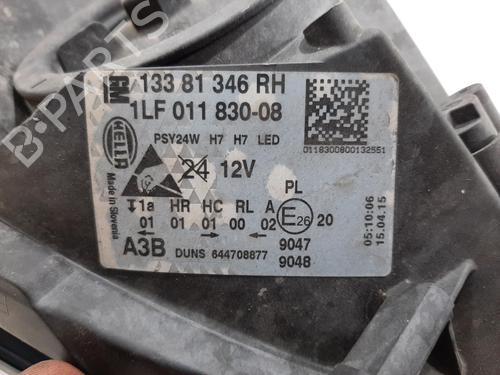 GM 133 81 346 RH
1LF 011 830-08
HELLA
PSY24W H7 H7 LED
0118300800132551
24 12V
Made in Slovenia
PL
1a HR HC RL A
E26 20
01 01 01 00 02
9047
A3B DUNS 644708877
9048
05:10:06
15.04.15